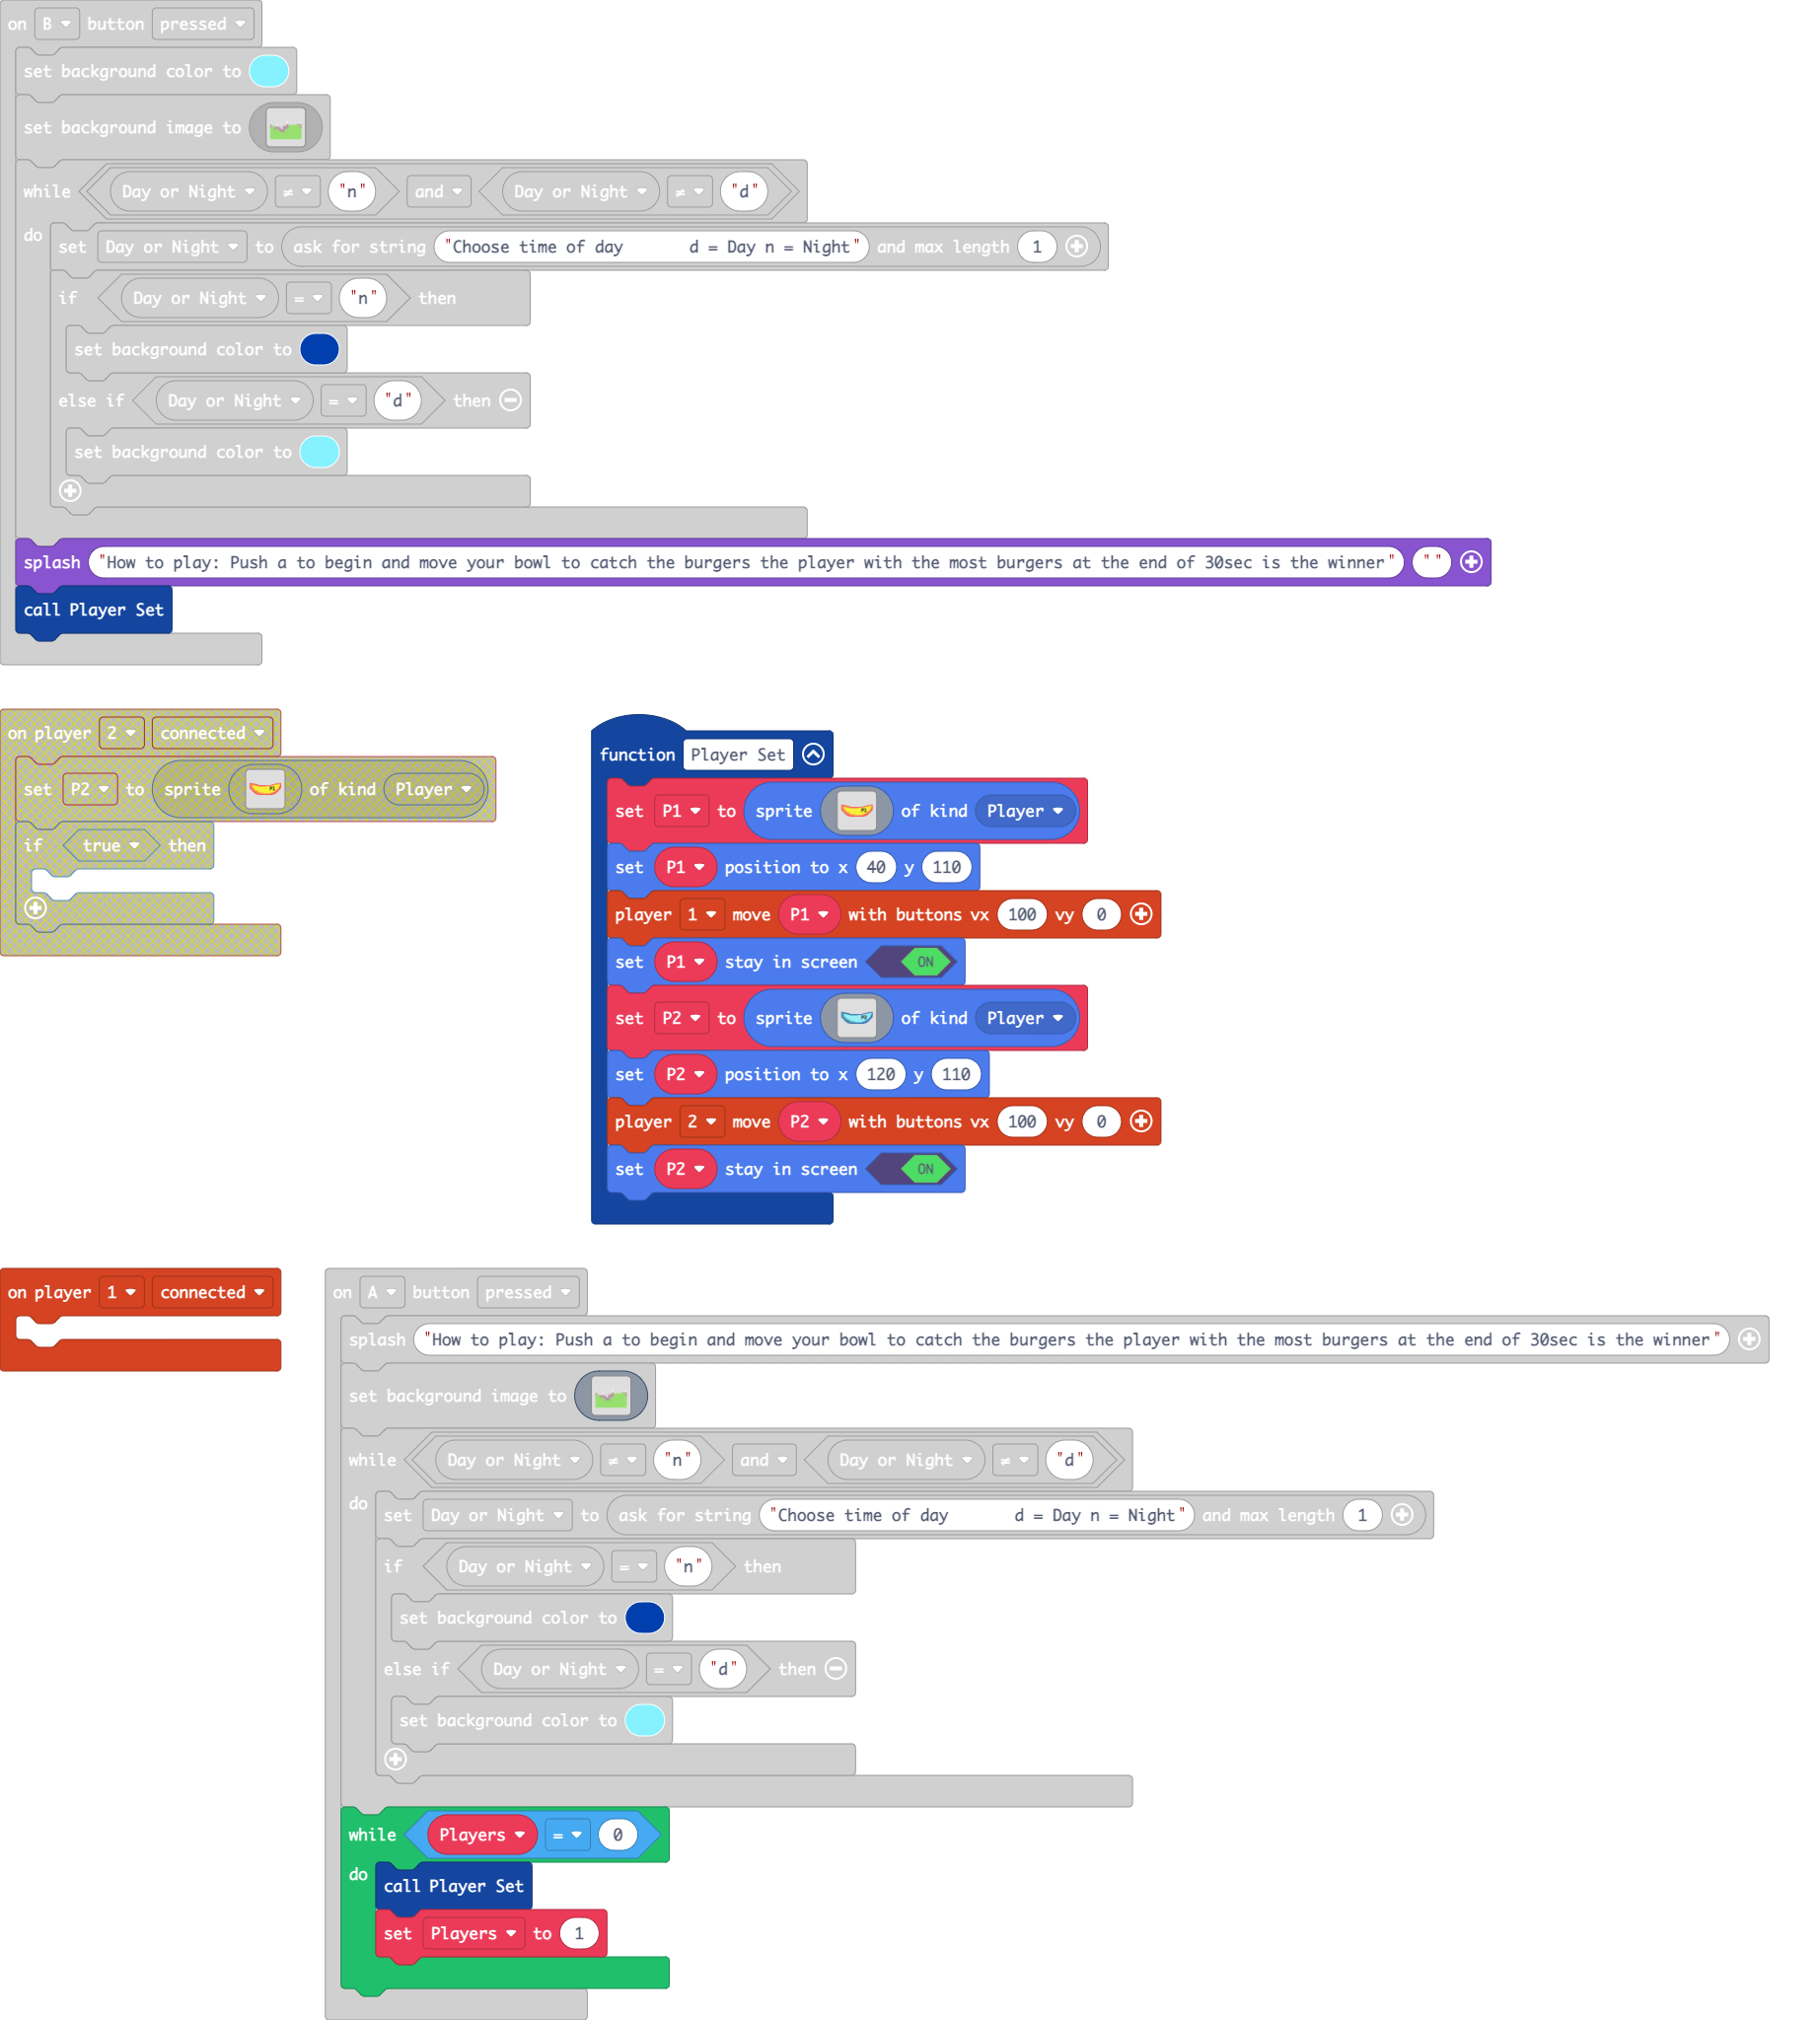 on B button pressed
set background color to
set background image to
while Day or Night ≠ "n" and Day or Night ≠ "d"
do
set Day or Night to ask for string "Choose time of day       d = Day n = Night" and max length 1
if Day or Night = "n" then
set background color to
else if Day or Night = "d" then
set background color to
splash "How to play: Push a to begin and move your bowl to catch the burgers the player with the most burgers at the end of 30sec is the winner" " "
call Player Set
on player 2 connected
set P2 to sprite of kind Player
if true then
function Player Set
set P1 to sprite P1 of kind Player
set P1 position to x 40 y 110
player 1 move P1 with buttons vx 100 vy 0
set P1 stay in screen ON
set P2 to sprite of kind Player
set P2 position to x 120 y 110
player 2 move P2 with buttons vx 100 vy 0
set P2 stay in screen ON
on player 1 connected
on A button pressed
splash "How to play: Push a to begin and move your bowl to catch the burgers the player with the most burgers at the end of 30sec is the winner"
set background image to
while Day or Night ≠ "n" and Day or Night ≠ "d"
do
set Day or Night to ask for string "Choose time of day       d = Day n = Night" and max length 1
if Day or Night = "n" then
set background color to
else if Day or Night = "d" then
set background color to
while Players = 0
do
call Player Set
set Players to 1